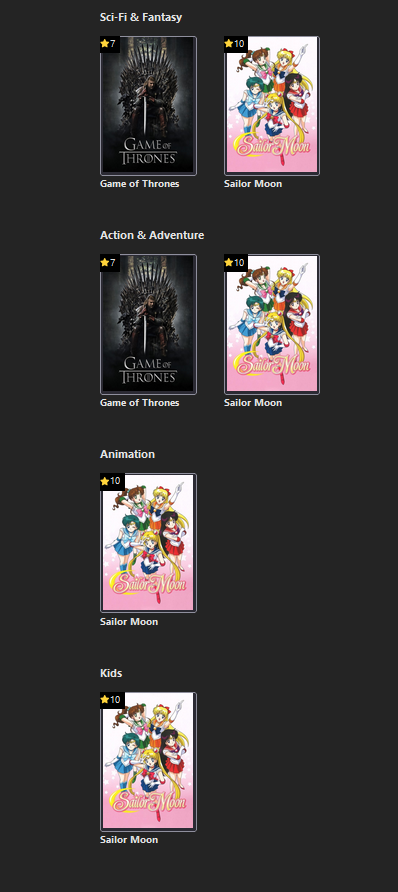 Sci-Fi & Fantasy
7
10
GAME OF
THRONES
Sailor Moon
Game of Thrones
Sailor Moon
Action & Adventure
7
10
GAME OF
THRONES
Sailor Moon
Game of Thrones
Sailor Moon
Animation
10
Sailor Moon
Sailor Moon
Kids
10
Sailor Moon
Sailor Moon